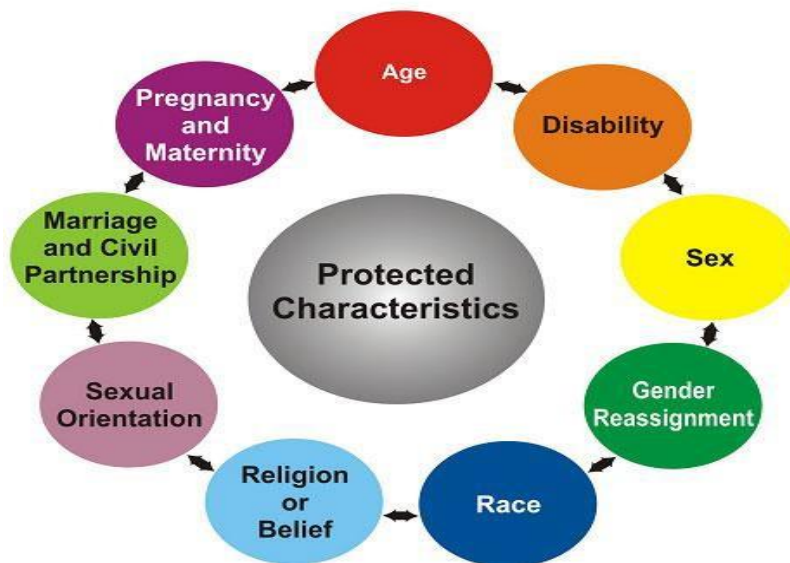 Age
Disability
Sex
Gender
Reassignment
Race
Religion
or
Belief
Sexual
Orientation
Marriage
and Civil
Partnership
Pregnancy
and
Maternity
Protected
Characteristics